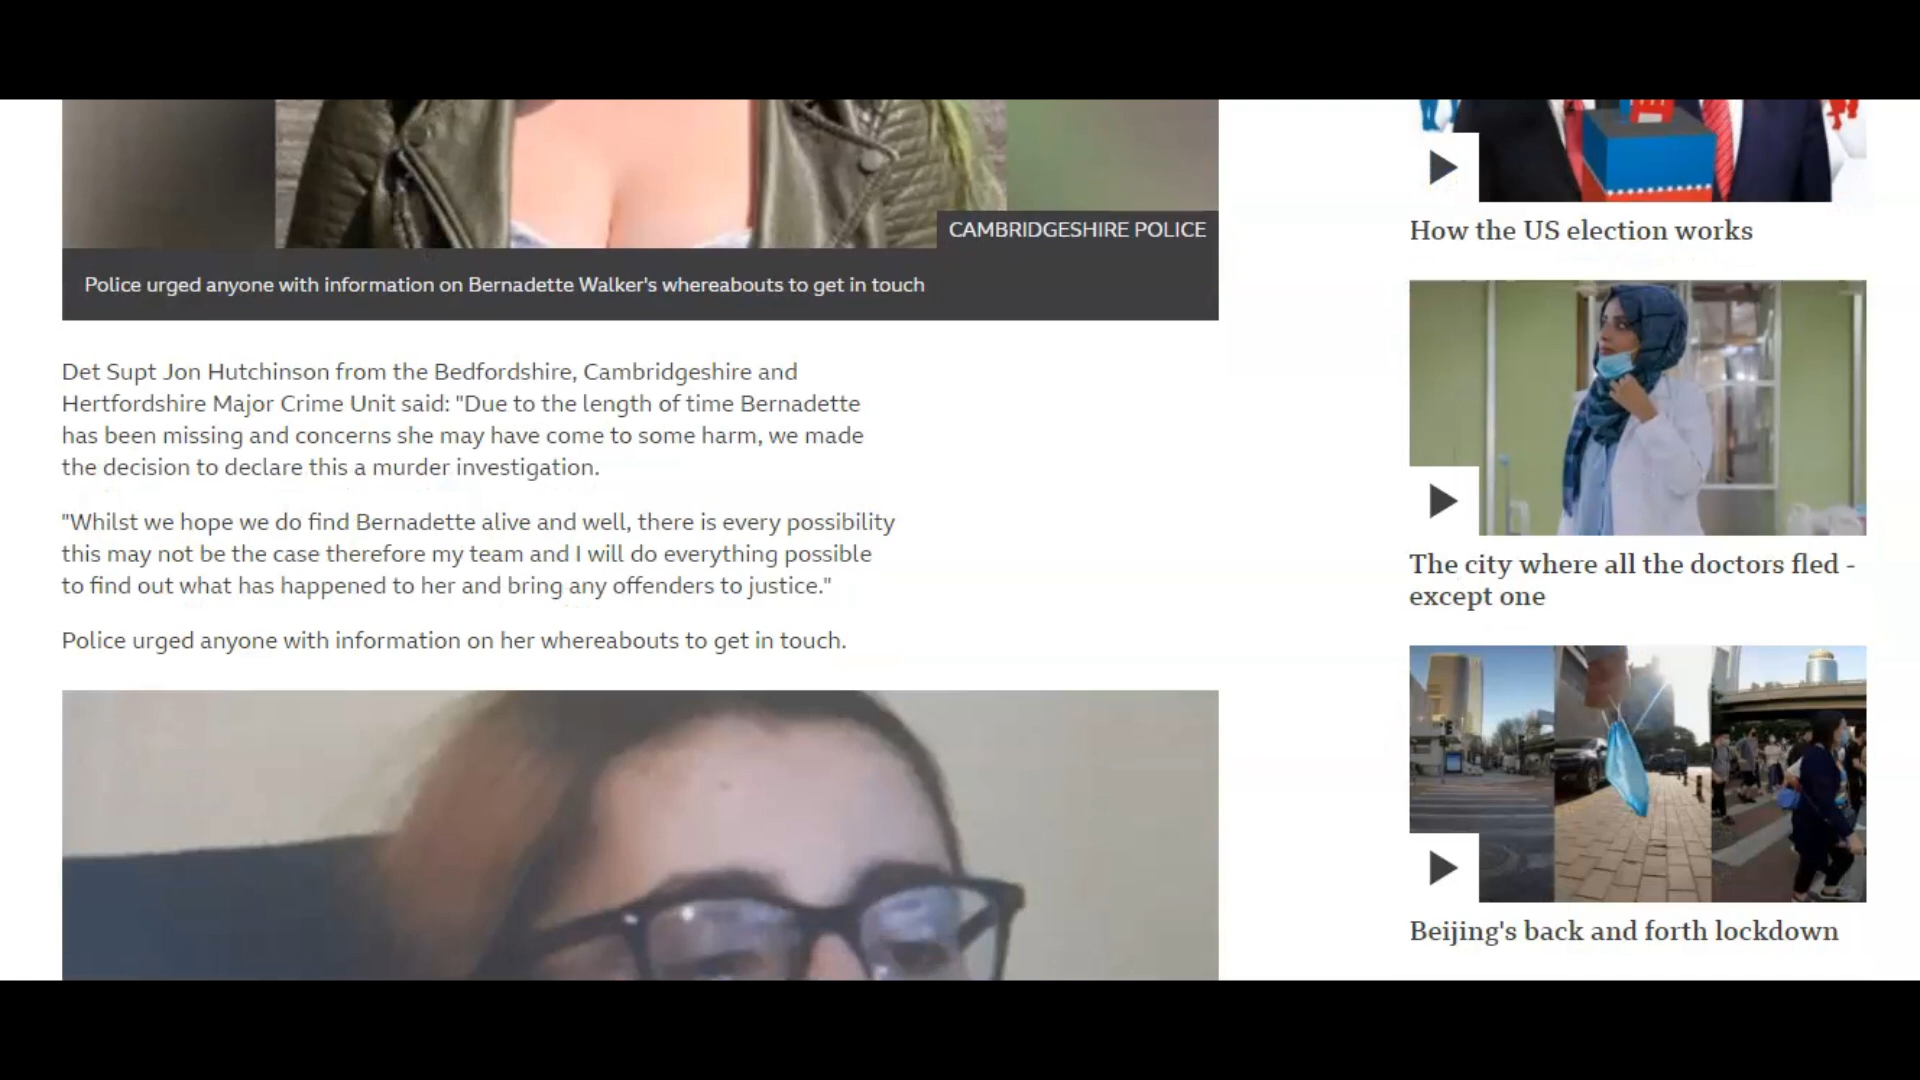 CAMBRIDGESHIRE POLICE
Police urged anyone with information on Bernadette Walker's whereabouts to get in touch
Det Supt Jon Hutchinson from the Bedfordshire, Cambridgeshire and
Hertfordshire Major Crime Unit said: "Due to the length of time Bernadette
has been missing and concerns she may have come to some harm, we made
the decision to declare this a murder investigation.
"Whilst we hope we do find Bernadette alive and well, there is every possibility
this may not be the case therefore my team and I will do everything possible
to find out what has happened to her and bring any offenders to justice."
Police urged anyone with information on her whereabouts to get in touch.
How the US election works
The city where all the doctors fled -
except one
Beijing's back and forth lockdown